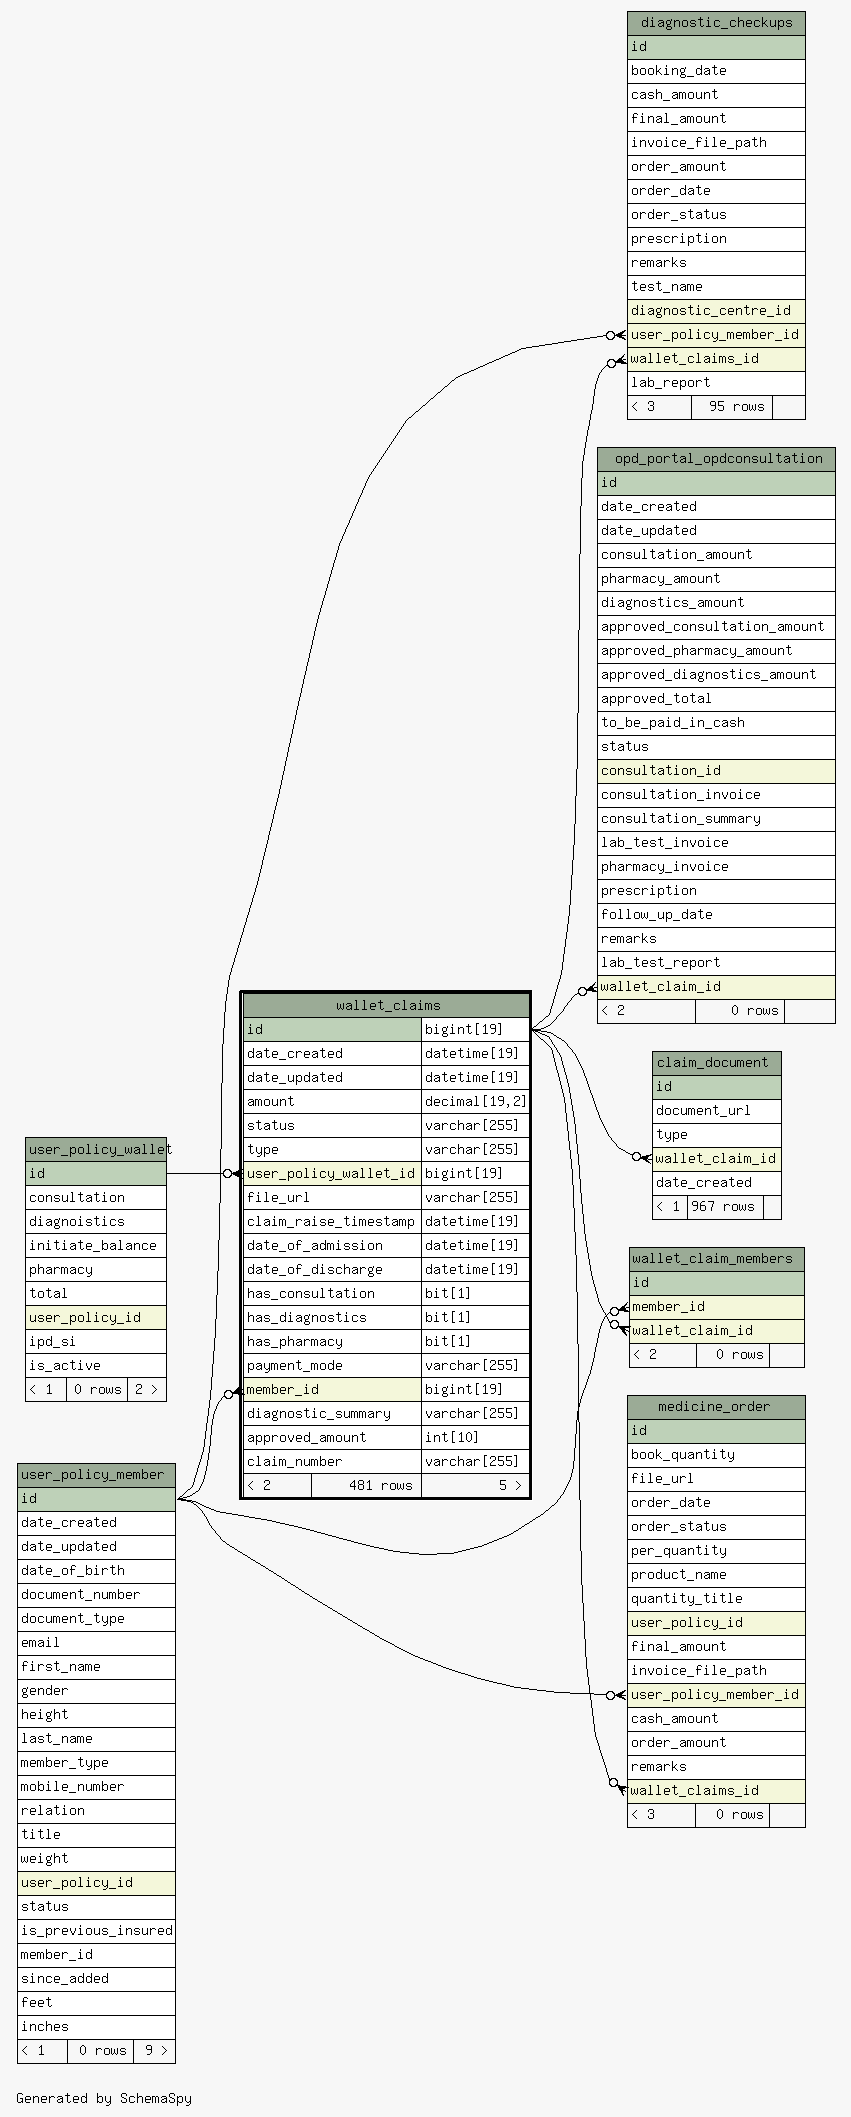 diagnostic_checkups
id
booking_date
cash_amount
final_amount
invoice_file_path
order_amount
order_date
order_status
prescription
remarks
test_name
diagnostic_centre_id
user_policy_member_id
wallet_claims_id
lab_report
< 3 95 rows
opd_portal_opdconsultation
id
date_created
date_updated
consultation_amount
pharmacy_amount
diagnostics_amount
approved_consultation_amount
approved_pharmacy_amount
approved_diagnostics_amount
approved_total
to_be_paid_in_cash
status
consultation_id
consultation_invoice
consultation_summary
lab_test_invoice
pharmacy_invoice
prescription
follow_up_date
remarks
lab_test_report
wallet_claim_id
< 2 0 rows
wallet_claims
id bigint[19]
date_created datetime[19]
date_updated datetime[19]
amount decimal[19,2]
status varchar[255]
type varchar[255]
user_policy_wallet_id bigint[19]
file_url varchar[255]
claim_raise_timestamp datetime[19]
date_of_admission datetime[19]
date_of_discharge datetime[19]
has_consultation bit[1]
has_diagnostics bit[1]
has_pharmacy bit[1]
payment_mode varchar[255]
member_id bigint[19]
diagnostic_summary varchar[255]
approved_amount int[10]
claim_number varchar[255]
< 2 481 rows 5 >
claim_document
id
document_url
type
wallet_claim_id
date_created
< 1 967 rows
user_policy_wallet
id
consultation
diagnoistics
initiate_balance
pharmacy
total
user_policy_id
ipd_si
is_active
< 1 0 rows 2 >
wallet_claim_members
id
member_id
wallet_claim_id
< 2 0 rows
medicine_order
id
book_quantity
file_url
order_date
order_status
per_quantity
product_name
quantity_title
user_policy_id
final_amount
invoice_file_path
user_policy_member_id
cash_amount
order_amount
remarks
wallet_claims_id
< 3 0 rows
user_policy_member
id
date_created
date_updated
date_of_birth
document_number
document_type
email
first_name
gender
height
last_name
member_type
mobile_number
relation
title
weight
user_policy_id
status
is_previous_insured
member_id
since_added
feet
inches
< 1 0 rows 9 >
Generated by SchemaSpy